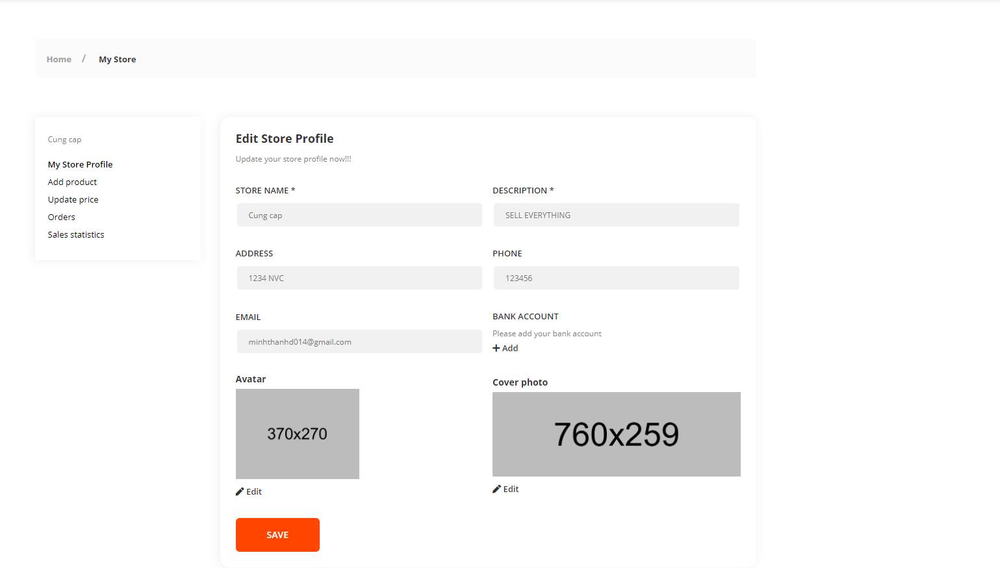 Home / My Store
Cung cap
My Store Profile
Add product
Update price
Orders
Sales statistics
Edit Store Profile
Update your store profile now!!!
STORE NAME *
Cung cap
DESCRIPTION *
SELL EVERYTHING
ADDRESS
1234 NVC
PHONE
123456
EMAIL
minhthanhd014@gmail.com
BANK ACCOUNT
Please add your bank account
Add
Avatar
370x270
Edit
Cover photo
760x259
Edit
SAVE